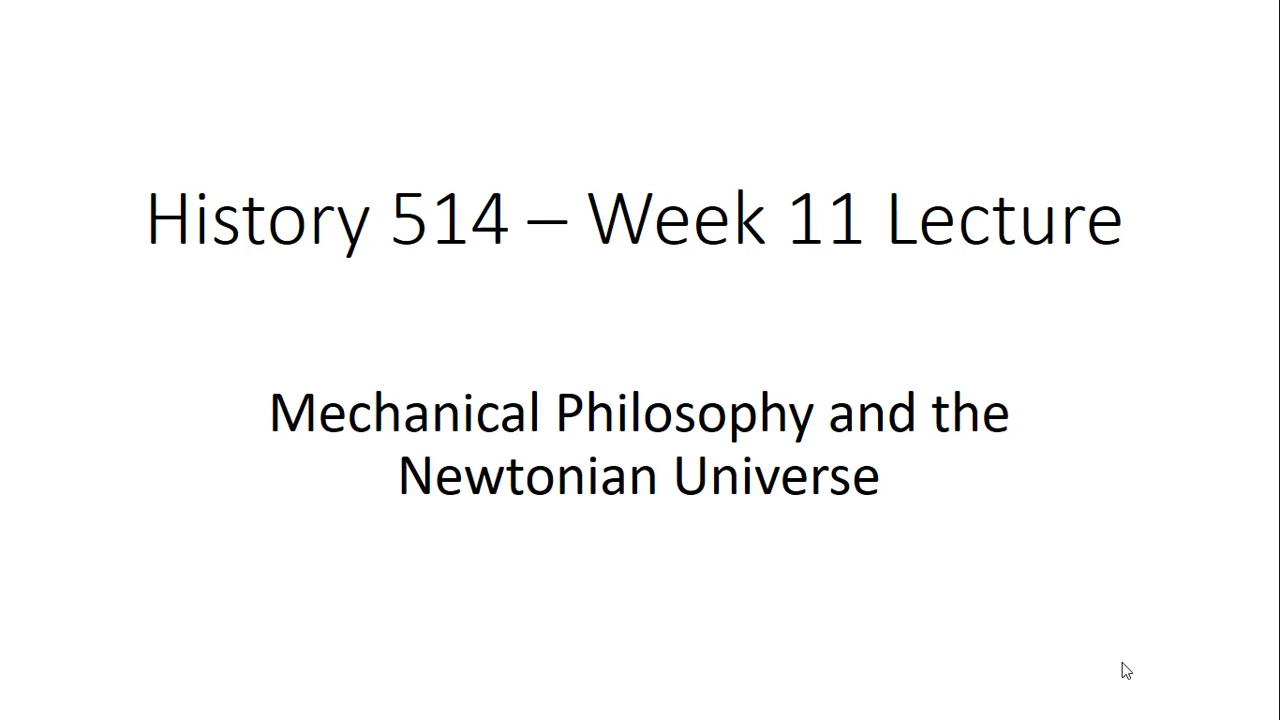 History 514 – Week 11 Lecture
Mechanical Philosophy and the
Newtonian Universe